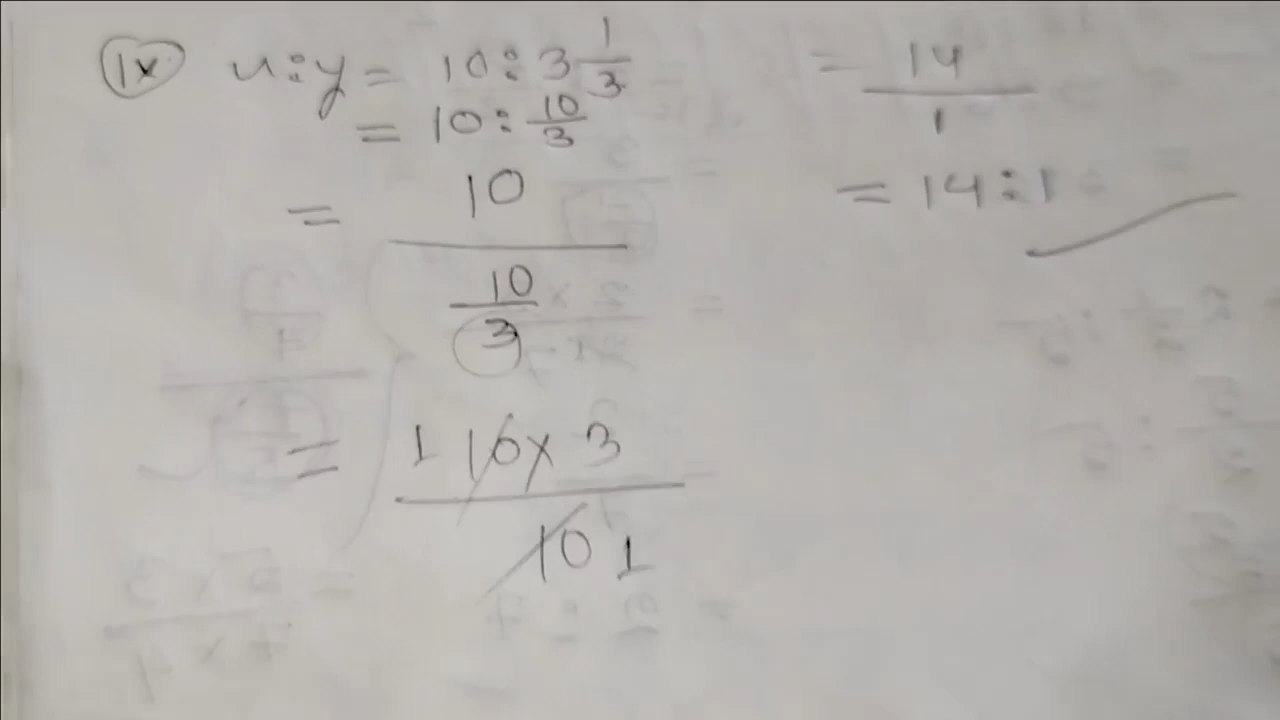 ix x:y = 10:3 1/3
= 10:10/3
= 10 / (10/3)
= 1 10 x 3 / 10 1
= 14/1
= 14:1